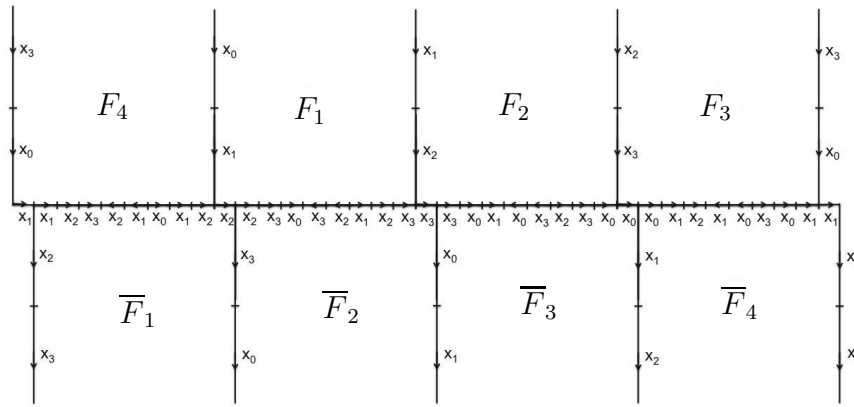 x₃ x₀ x₁ x₂ x₃
F₄ F₁ F₂ F₃
x₀ x₁ x₂ x₃ x₀
x₁ x₁ x₂ x₃ x₂ x₁ x₀ x₁ x₂ x₂ x₂ x₃ x₀ x₃ x₂ x₁ x₂ x₃ x₃ x₃ x₀ x₁ x₀ x₃ x₂ x₃ x₀ x₀ x₀ x₁ x₂ x₁ x₀ x₃ x₀ x₁ x₁
x₂ x₃ x₀ x₁ x
F̅₁ F̅₂ F̅₃ F̅₄
x₃ x₀ x₁ x₂ x